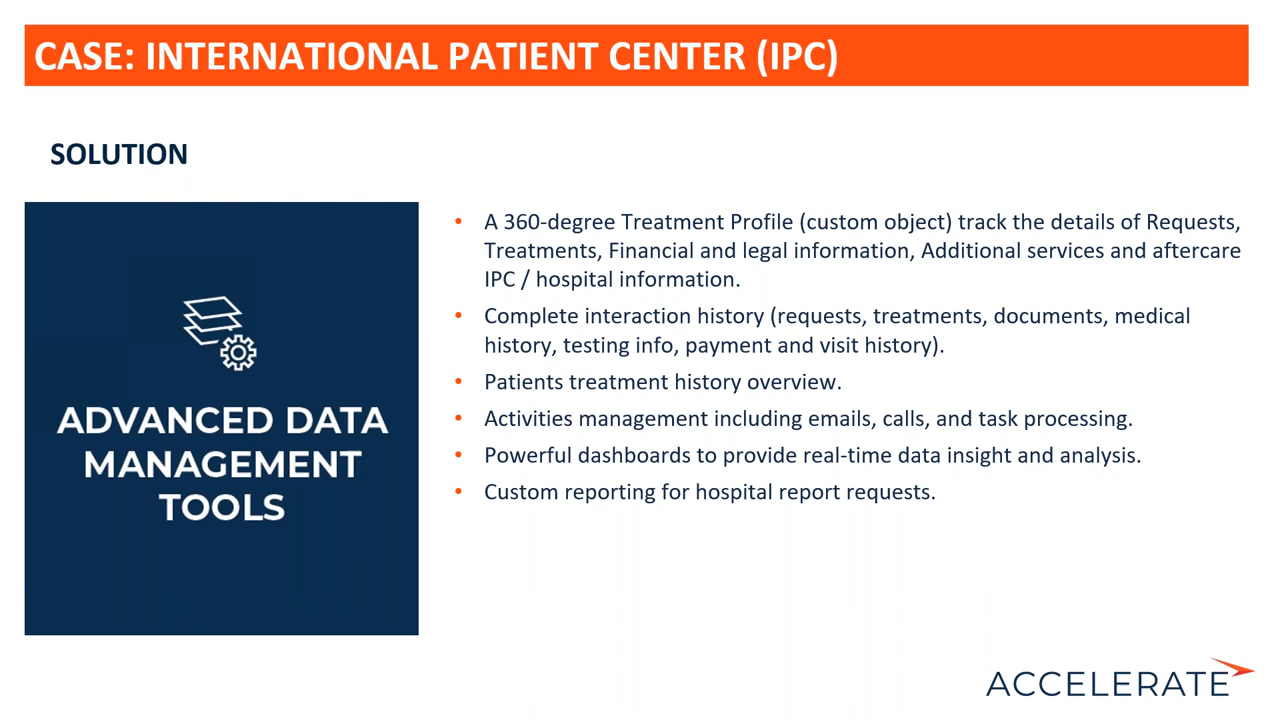 CASE: INTERNATIONAL PATIENT CENTER (IPC)
SOLUTION
ADVANCED DATA
MANAGEMENT
TOOLS
• A 360-degree Treatment Profile (custom object) track the details of Requests,
Treatments, Financial and legal information, Additional services and aftercare
IPC / hospital information.
• Complete interaction history (requests, treatments, documents, medical
history, testing info, payment and visit history).
• Patients treatment history overview.
• Activities management including emails, calls, and task processing.
• Powerful dashboards to provide real-time data insight and analysis.
• Custom reporting for hospital report requests.
ACCELERATE